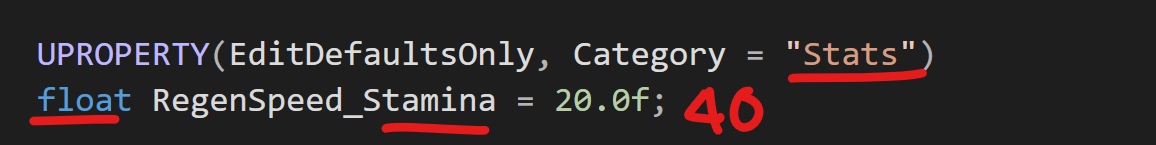 UPROPERTY(EditDefaultsOnly, Category = "Stats")
float RegenSpeed_Stamina = 20.0f; 40